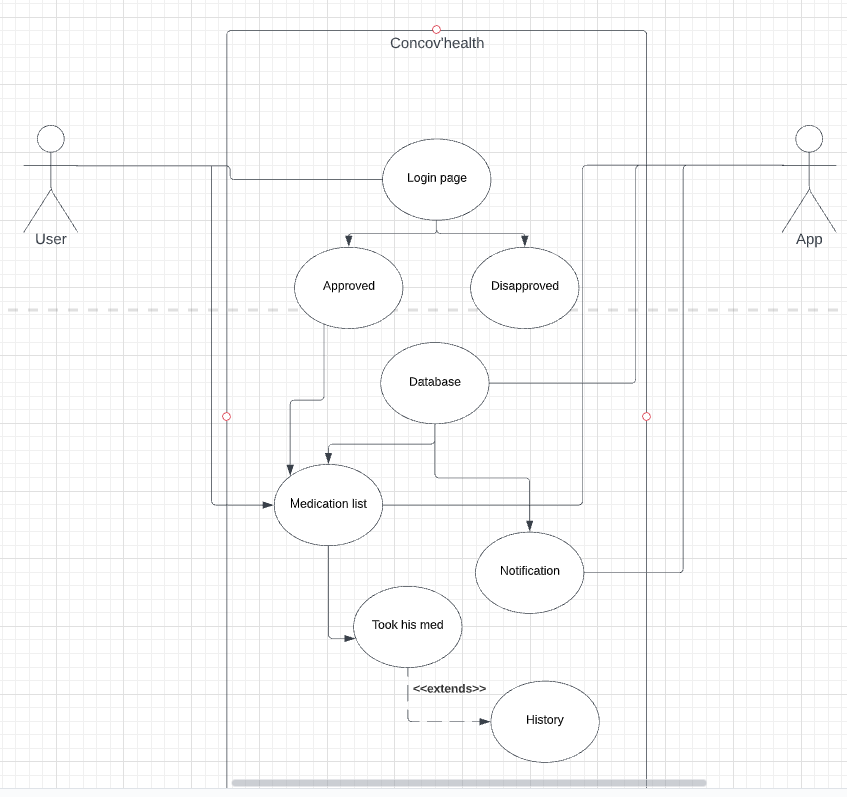 Concov'health
Login page
User
App
Approved
Disapproved
Database
Medication list
Notification
Took his med
<<extends>>
History